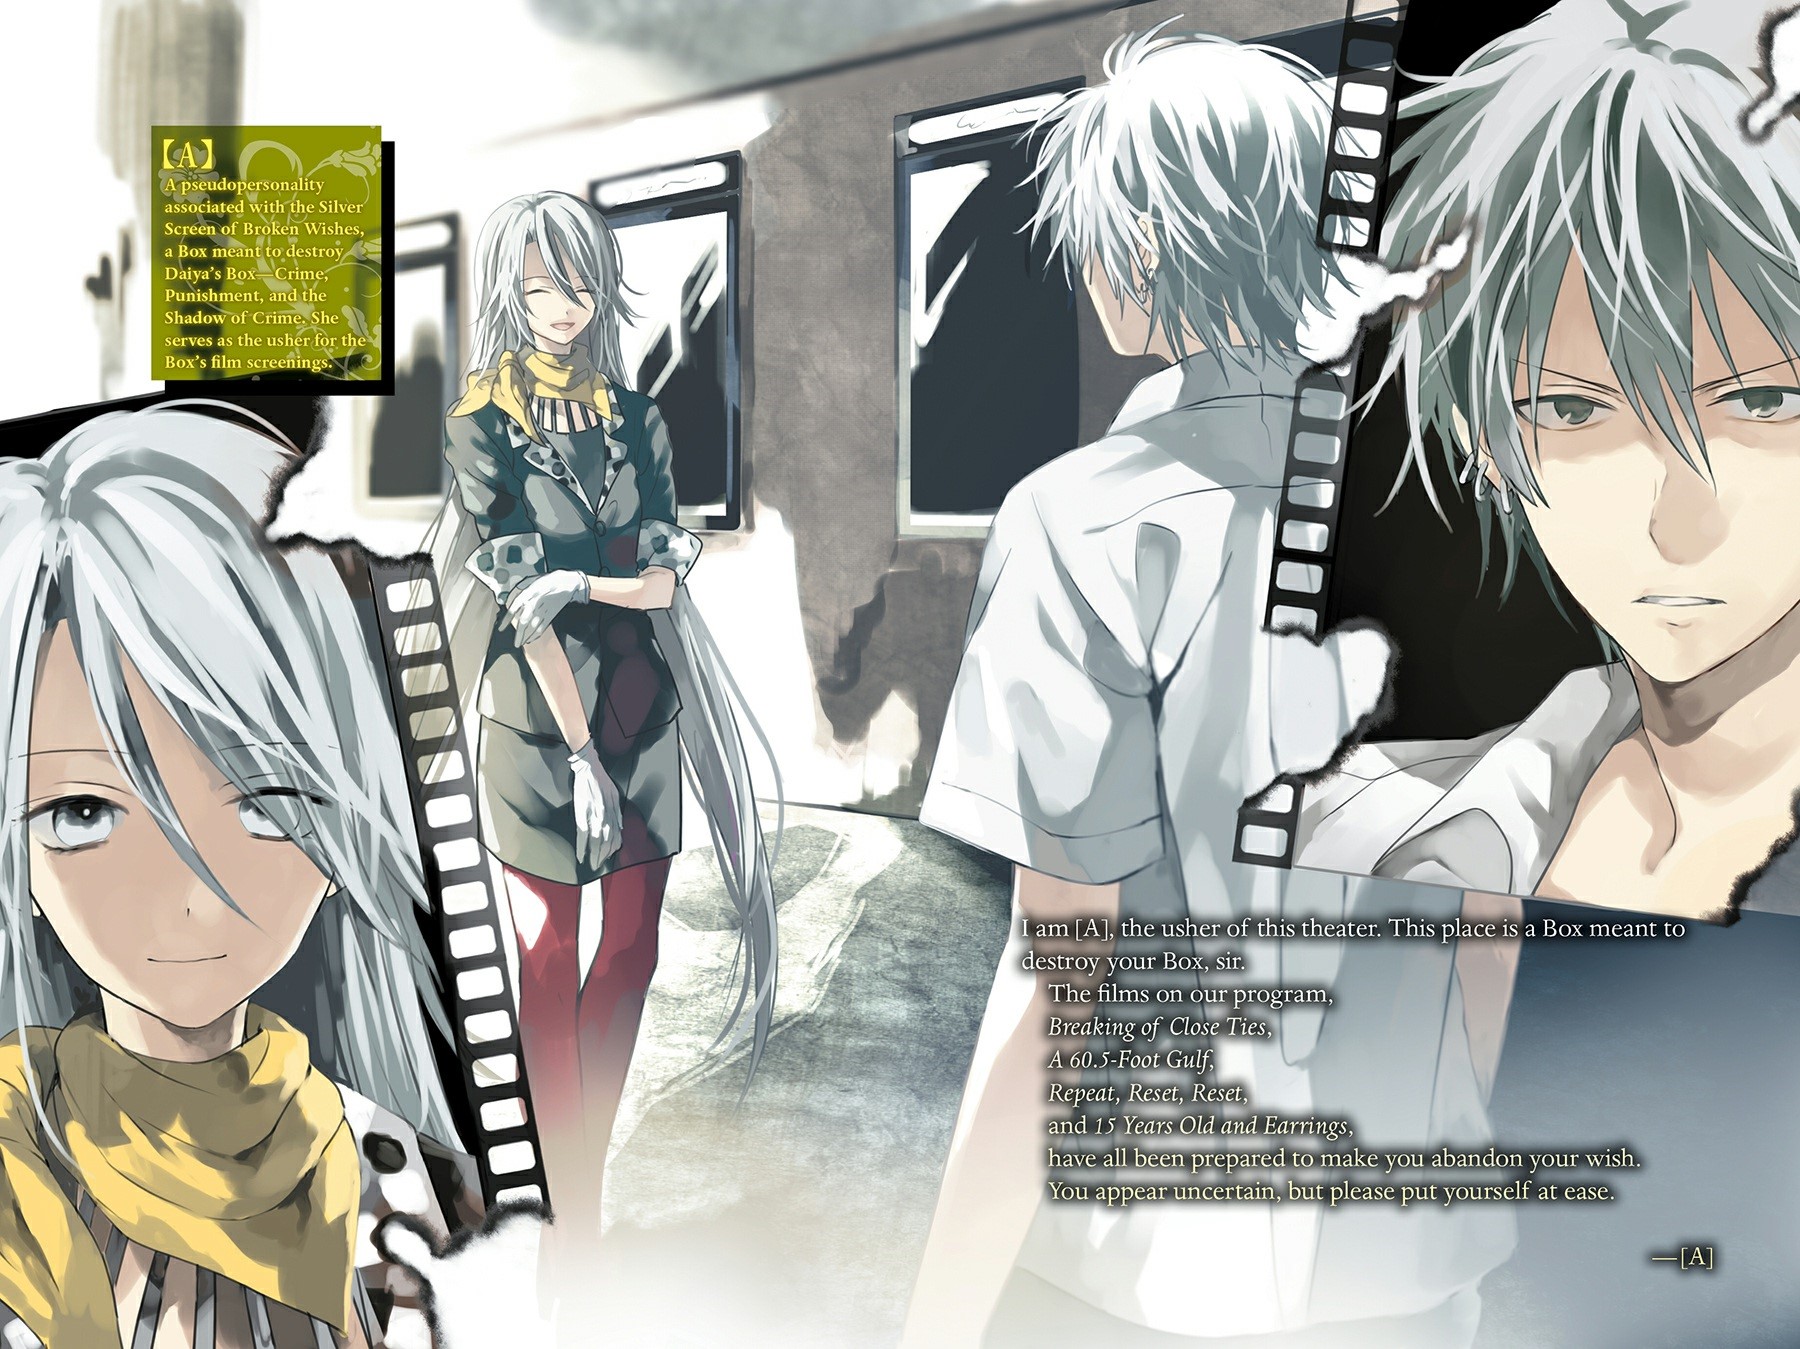 【A】
A pseudopersonality
associated with the Silver
Screen of Broken Wishes,
a Box meant to destroy
Daiya's Box—Crime,
Punishment, and the
Shadow of Crime. She
serves as the usher for the
Box's film screenings.
I am [A], the usher of this theater. This place is a Box meant to
destroy your Box, sir.
The films on our program,
Breaking of Close Ties,
A 60.5-Foot Gulf,
Repeat, Reset, Reset,
and 15 Years Old and Earrings,
have all been prepared to make you abandon your wish.
You appear uncertain, but please put yourself at ease.
—[A]